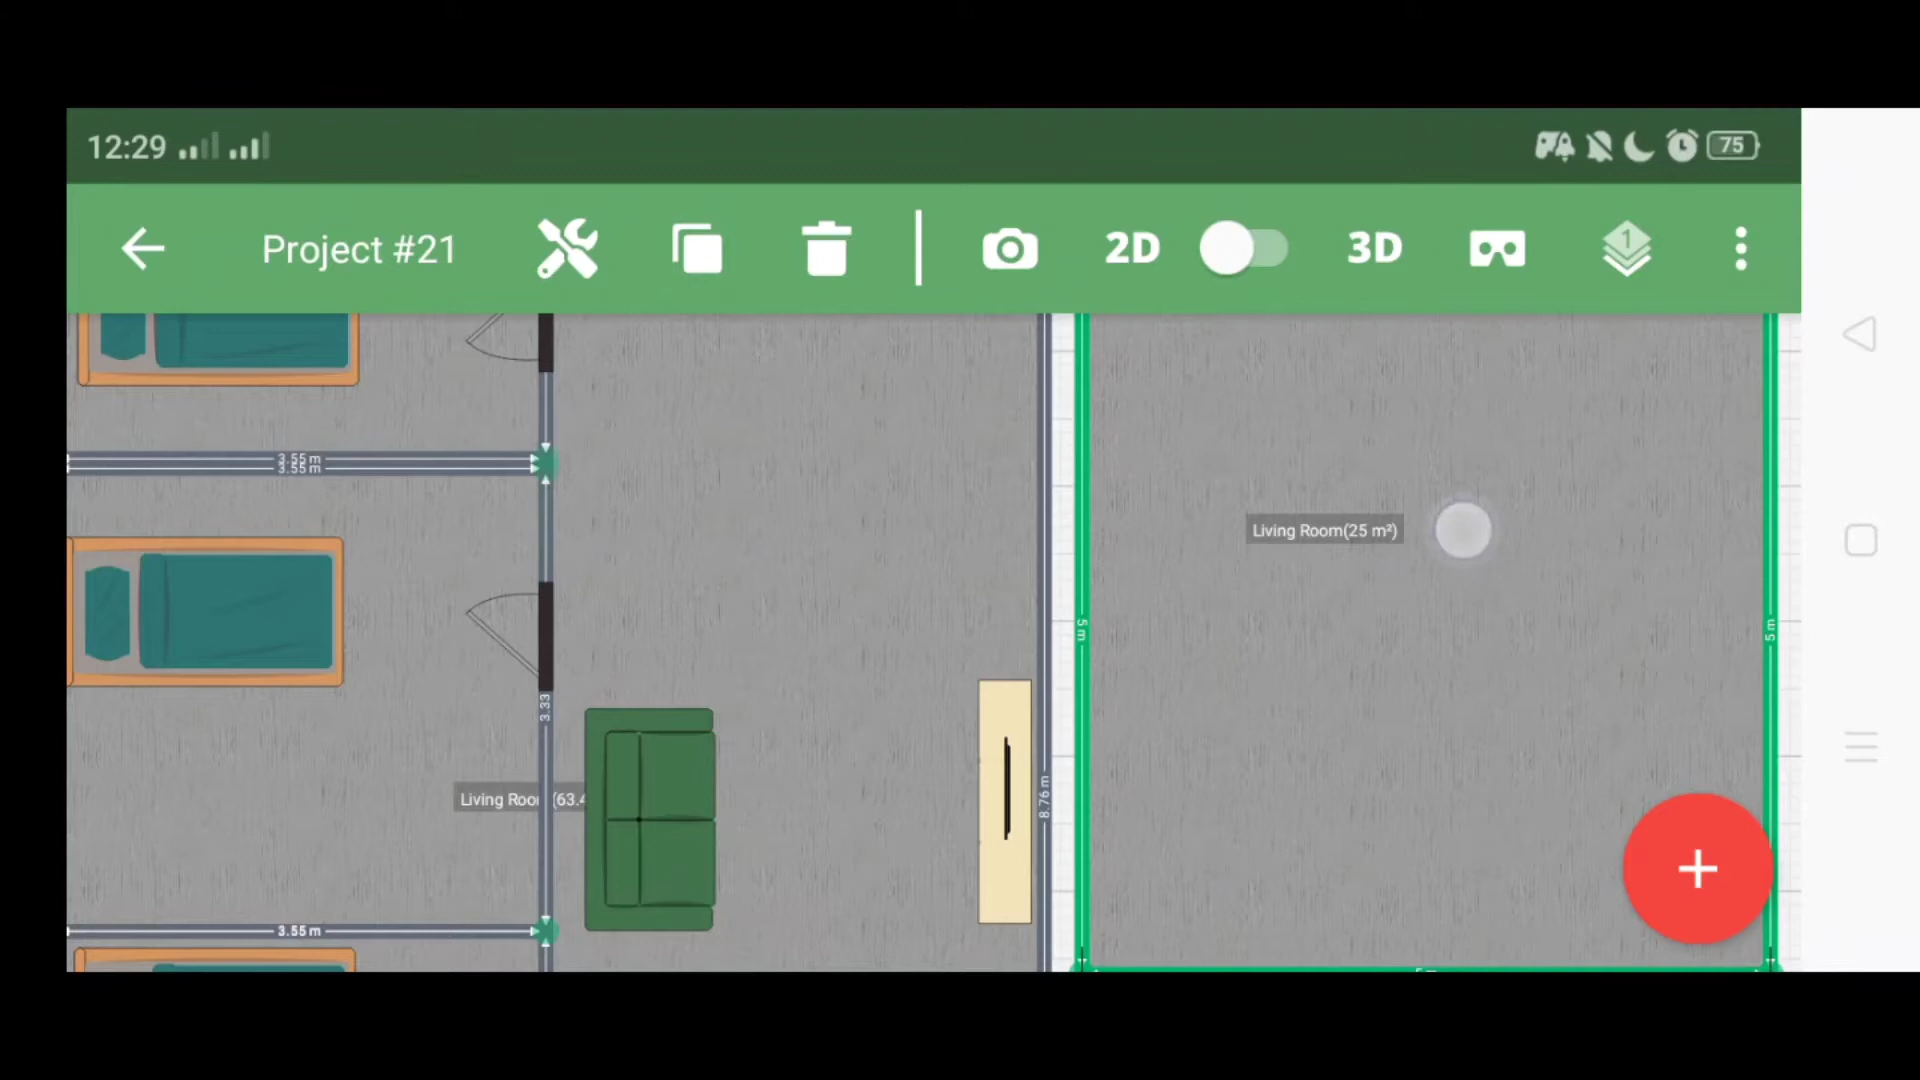 12:29
75
Project #21
2D
3D
1
3.55 m
3.55 m
Living Room(25 m²)
5 m
5 m
3.33
8.76 m
Living Roo (63.4
3.55 m